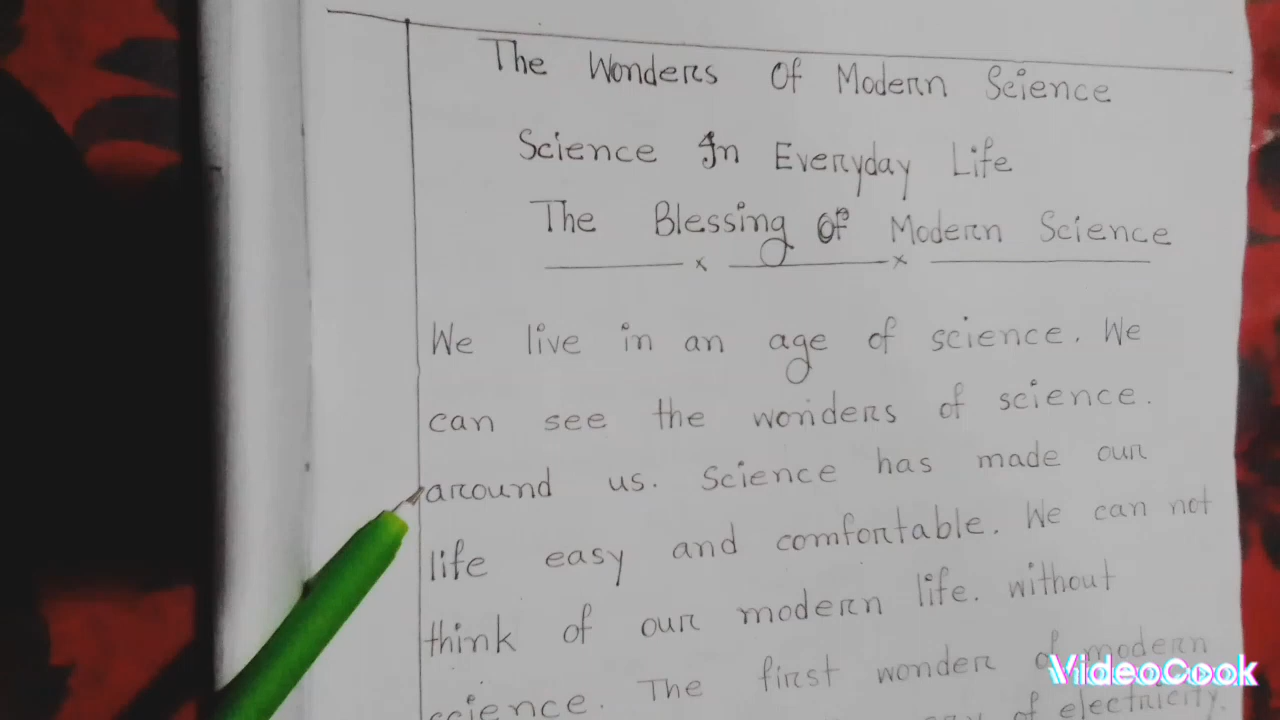 The Wonders Of Modern Science
Science In Everyday Life
The Blessing Of Modern Science
We live in an age of science. We
can see the wonders of science.
around us. Science has made our
life easy and comfortable. We can not
think of our modern life. without
science. The first wonder of modern
of electricity.
VideoCook